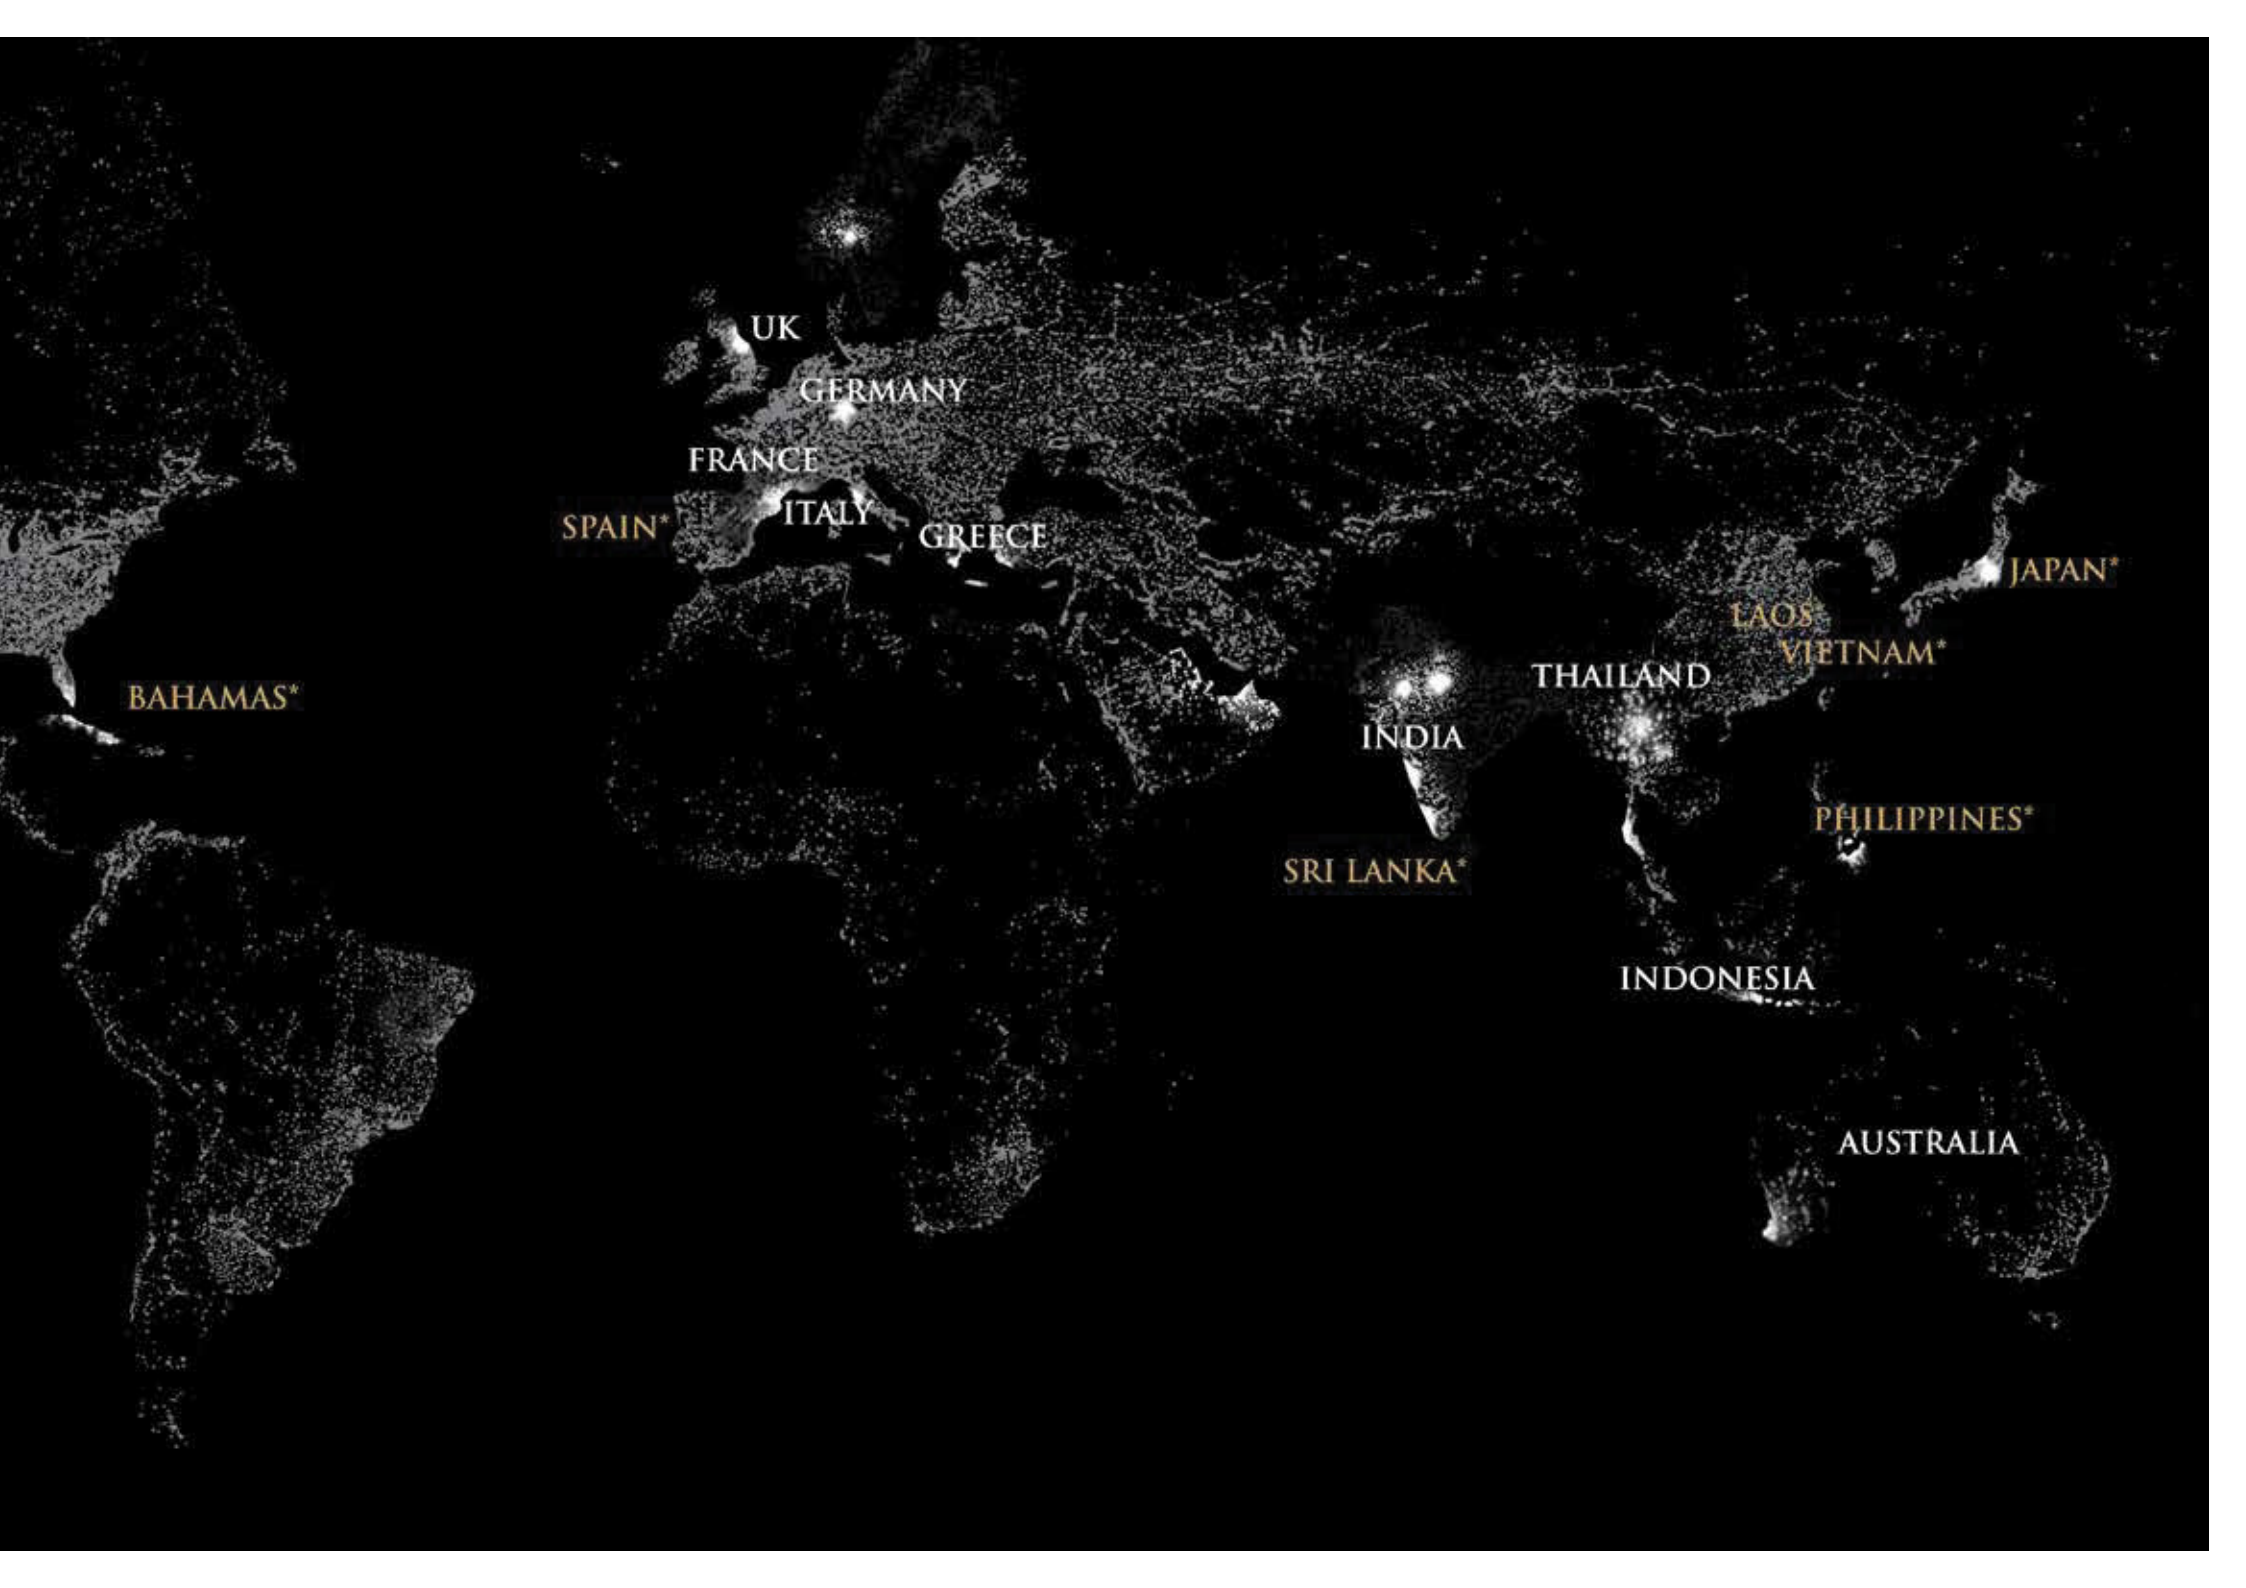 UK
GERMANY
FRANCE
ITALY
SPAIN*
GREECE
JAPAN*
LAOS*
VIETNAM*
THAILAND
BAHAMAS*
INDIA
PHILIPPINES*
SRI LANKA*
INDONESIA
AUSTRALIA